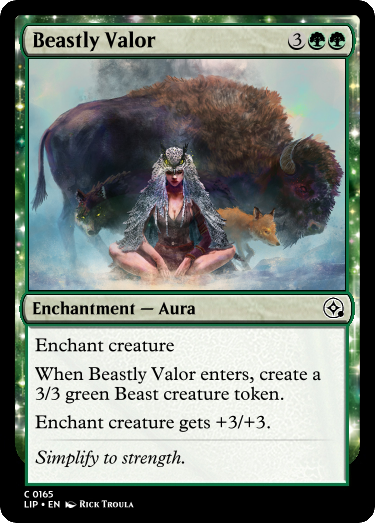 Beastly Valor 3
Enchantment — Aura
Enchant creature
When Beastly Valor enters, create a
3/3 green Beast creature token.
Enchant creature gets +3/+3.
Simplify to strength.
C 0165
LIP • EN Rick Troula